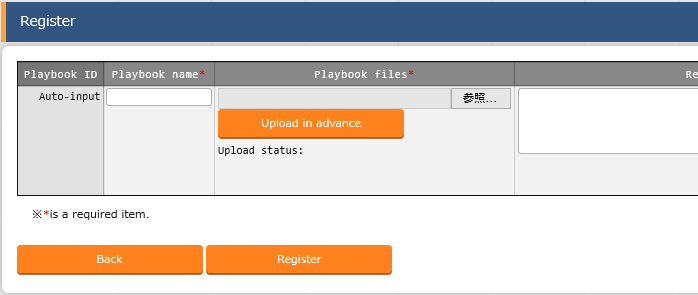 Register
Playbook ID Playbook name* Playbook files* Re
Auto-input 参照...
Upload in advance
Upload status:
※*is a required item.
Back Register